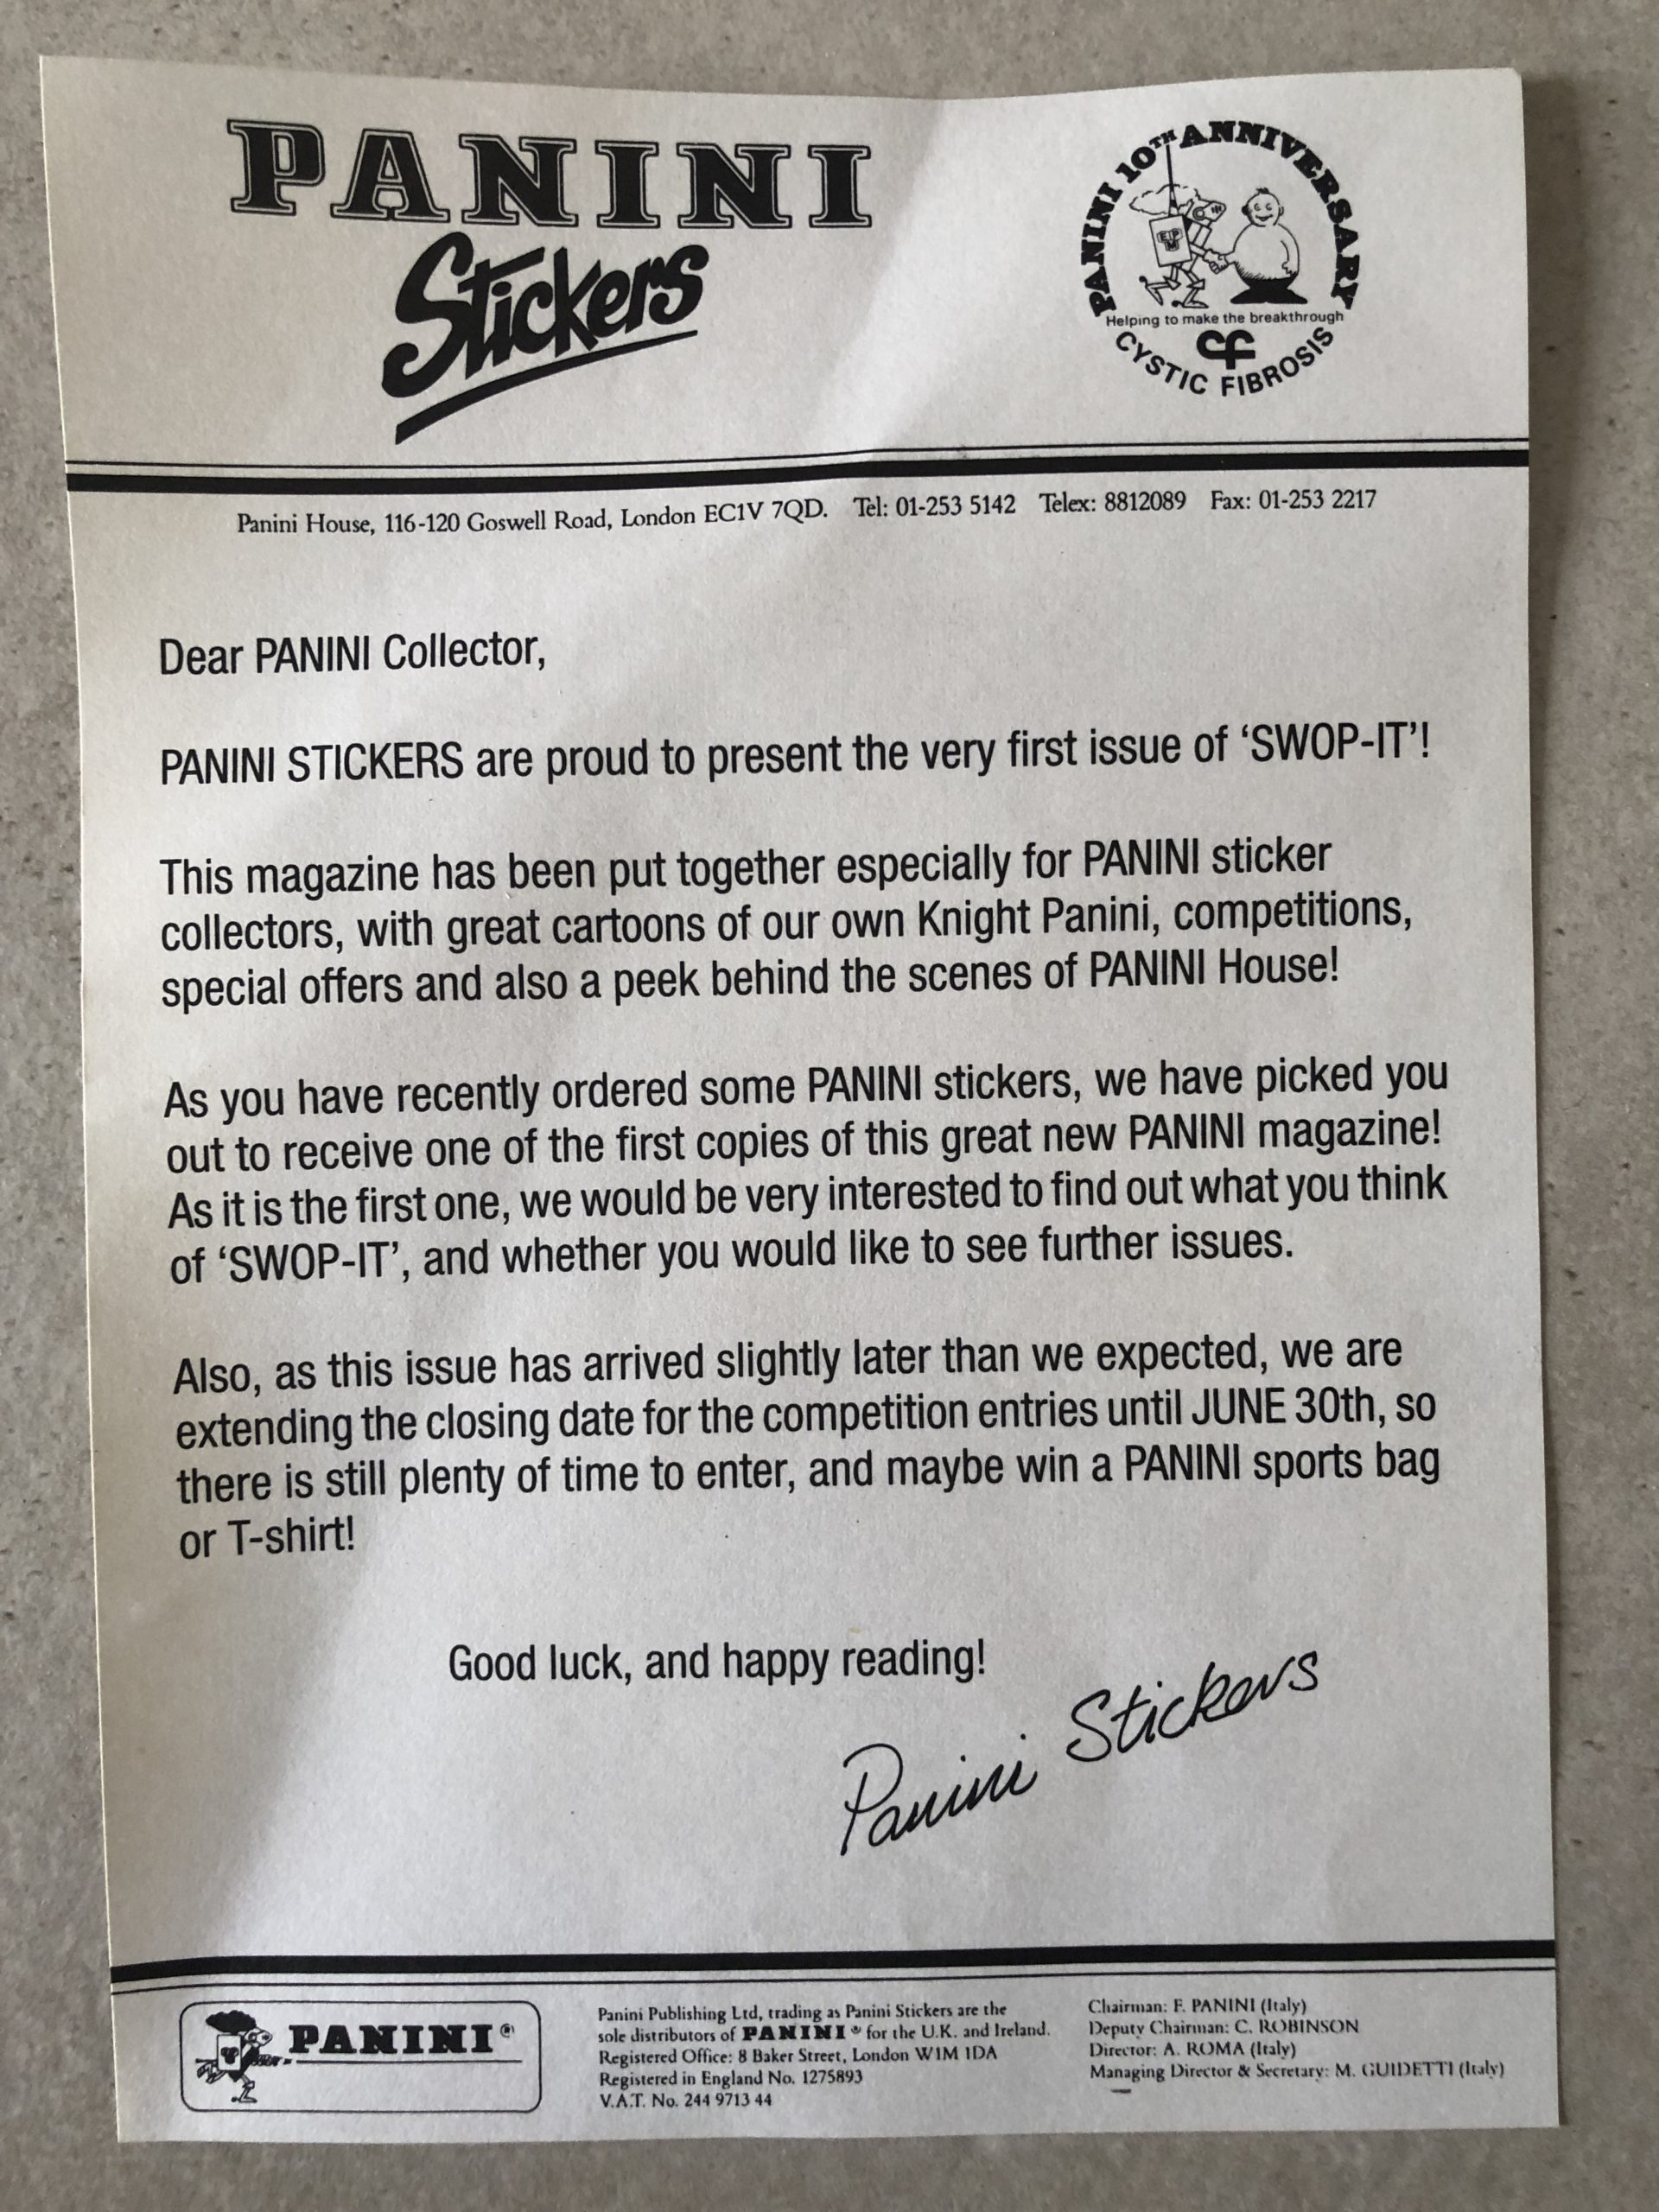 PANINI
Stickers
PANINI 10TH ANNIVERSARY
Helping to make the breakthrough
CF
CYSTIC FIBROSIS
Panini House, 116-120 Goswell Road, London EC1V 7QD. Tel: 01-253 5142 Telex: 8812089 Fax: 01-253 2217
Dear PANINI Collector,
PANINI STICKERS are proud to present the very first issue of ‘SWOP-IT’!
This magazine has been put together especially for PANINI sticker
collectors, with great cartoons of our own Knight Panini, competitions,
special offers and also a peek behind the scenes of PANINI House!
As you have recently ordered some PANINI stickers, we have picked you
out to receive one of the first copies of this great new PANINI magazine!
As it is the first one, we would be very interested to find out what you think
of ‘SWOP-IT’, and whether you would like to see further issues.
Also, as this issue has arrived slightly later than we expected, we are
extending the closing date for the competition entries until JUNE 30th, so
there is still plenty of time to enter, and maybe win a PANINI sports bag
or T-shirt!
Good luck, and happy reading!
Panini Stickers
PANINI®
Panini Publishing Ltd, trading as Panini Stickers are the
sole distributors of PANINI® for the U.K. and Ireland.
Registered Office: 8 Baker Street, London W1M 1DA
Registered in England No. 1275893
V.A.T. No. 244 9713 44
Chairman: F. PANINI (Italy)
Deputy Chairman: C. ROBINSON
Director: A. ROMA (Italy)
Managing Director & Secretary: M. GUIDETTI (Italy)